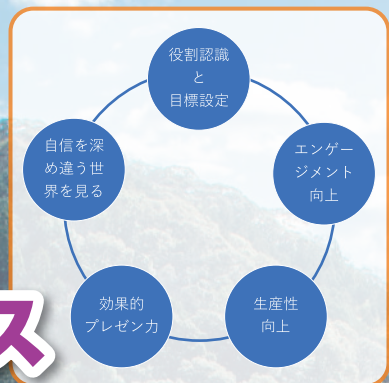 役割認識
と
目標設定
エンゲー
ジメント
向上
生産性
向上
効果的
プレゼン力
自信を深
め違う世
界を見る
ス